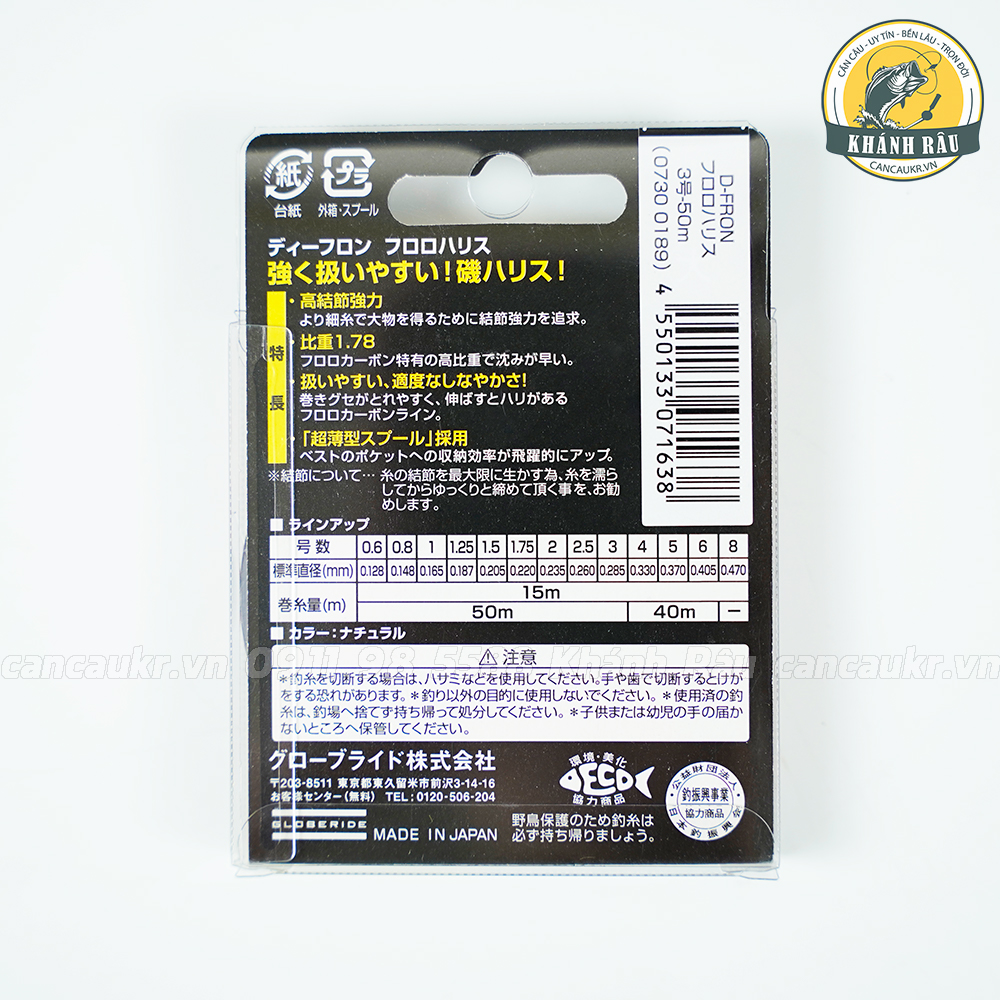 CẦN CÂU - UY TÍN - BỀN LÂU - TRỌN ĐỜI
KHÁNH RÂU
CANCAUKR.VN
紙
台紙
プラ
外箱・スプール
D-FRON
フロロハリス
3号-50m
(0730 0189)
4 550133 071638
ディーフロン フロロハリス
強く扱いやすい!磯ハリス!
特長
・高結節強力
より細糸で大物を得るために結節強力を追求。
・比重1.78
フロロカーボン特有の高比重で沈みが早い。
・扱いやすい、適度なしなやかさ!
巻きグセがとれやすく、伸ばすとハリがある
フロロカーボンライン。
・「超薄型スプール」採用
ベストのポケットへの収納効率が飛躍的にアップ。
※結節について… 糸の結節を最大限に生かす為、糸を濡ら
してからゆっくりと締めて頂く事を、お勧
めします。
■ ラインアップ
号数 0.6 0.8 1 1.25 1.5 1.75 2 2.5 3 4 5 6 8
標準直径(mm) 0.128 0.148 0.165 0.187 0.205 0.220 0.235 0.260 0.285 0.330 0.370 0.405 0.470
巻糸量(m) 15m
50m 40m ー
■ カラー:ナチュラル
cancaukr.vn 0911 98 55 Khánh Râu cancaukr.vn
⚠ 注意
*釣糸を切断する場合は、ハサミなどを使用してください。手や歯で切断するとけが
をする恐れがあります。*釣り以外の目的に使用しないでください。*使用済の釣
糸は、釣場へ捨てず持ち帰って処分してください。*子供または幼児の手の届か
ないところへ保管してください。
グローブライド株式会社
〒203-8511 東京都東久留米市前沢3-14-16
お客様センター(無料) TEL:0120-506-204
GLOBERIDE MADE IN JAPAN
環境・美化
ECO
協力商品
野鳥保護のため釣糸は
必ず持ち帰りましょう。
公益財団法人
釣振興事業
協力商品
日本釣振興会